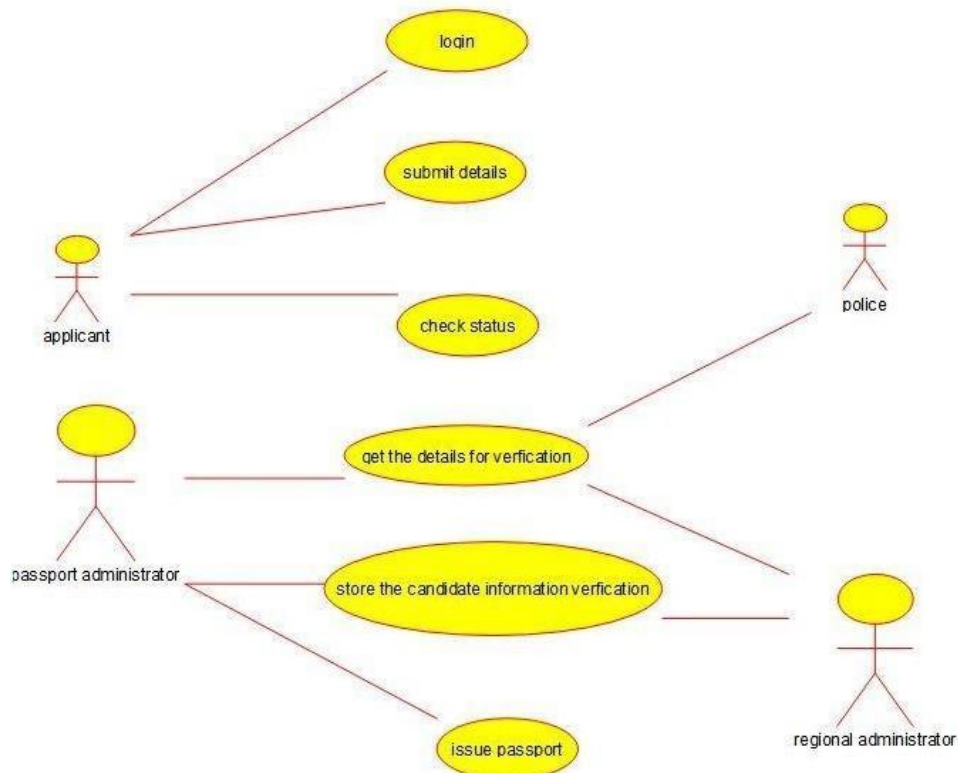 login
submit details
police
applicant
check status
get the details for verfication
passport administrator
store the candidate information verfication
regional administrator
issue passport